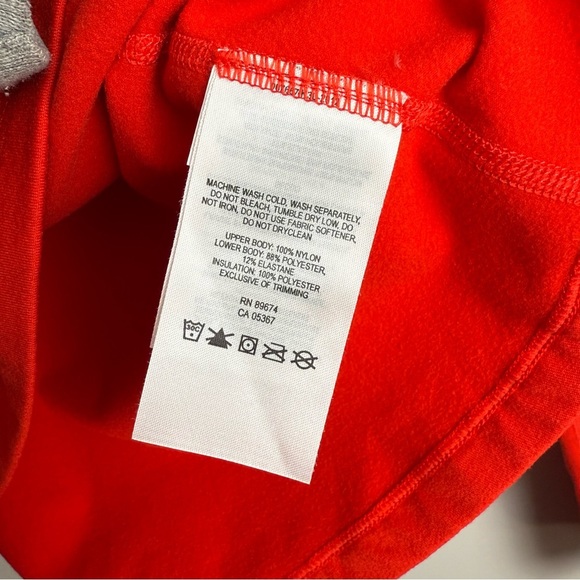 MACHINE WASH COLD, WASH SEPARATELY,
DO NOT BLEACH, TUMBLE DRY LOW, DO
NOT IRON, DO NOT USE FABRIC SOFTENER,
DO NOT DRYCLEAN
UPPER BODY: 100% NYLON
LOWER BODY: 88% POLYESTER,
12% ELASTANE
INSULATION: 100% POLYESTER
EXCLUSIVE OF TRIMMING
RN 89674
CA 05367
30C